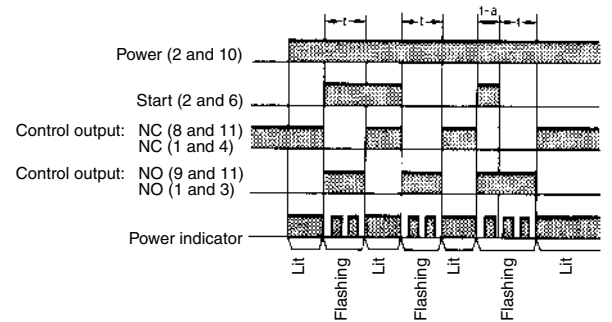 t t 1-a 1
Power (2 and 10)
Start (2 and 6)
Control output: NC (8 and 11)
NC (1 and 4)
Control output: NO (9 and 11)
NO (1 and 3)
Power indicator
Lit Flashing Lit Flashing Lit Flashing Lit